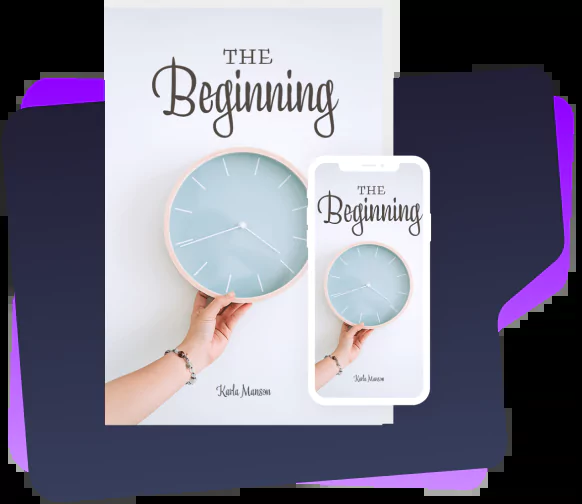 THE
Beginning
Karla Manson
THE
Beginning
Karla Manson